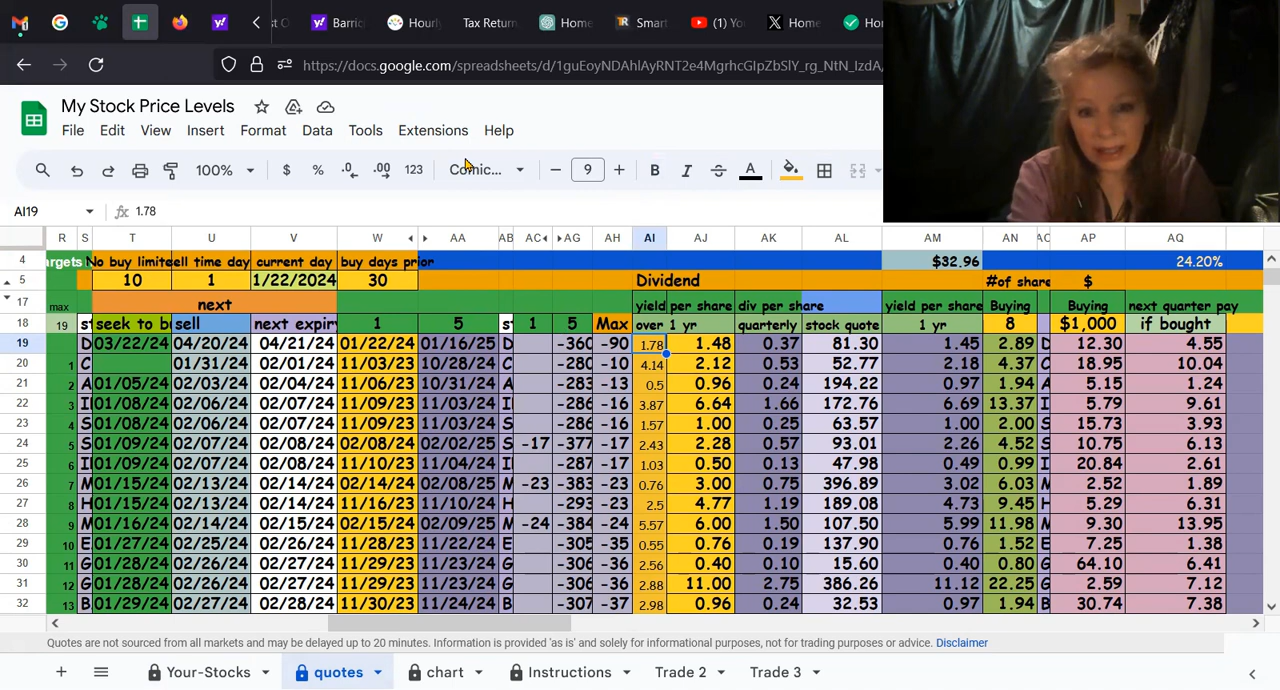 st O
Barric
Hourly
Tax Return
Home
Smart
(1) Yo
Home
Ho
https://docs.google.com/spreadsheets/d/1guEoyNDAhlAyRNT2e4MgrhcGIpZbSlY_rg_NtN_IzdA/
My Stock Price Levels
File Edit View Insert Format Data Tools Extensions Help
100% $ % .0 .00 123 Comic... 9 B I A
AI19 fx 1.78
R S T U V W AA AB AC AG AH AI AJ AK AL AM AN AO AP AQ
4 argets No buy limite sell time day current day buy days prior $32.96 24.20%
5 10 1 1/22/2024 30 Dividend #of share $
17 max next yield per share div per share yield per share Buying Buying next quarter pay
18 19 st seek to b sell next expir 1 5 st 1 5 Max over 1 yr quarterly stock quote 1 yr 8 $1,000 if bought
19 D 03/22/24 04/20/24 04/21/24 01/22/24 01/16/25 D -360 -90 1.78 1.48 0.37 81.30 1.45 2.89 D 12.30 4.55
20 1 C 01/31/24 02/01/24 11/03/23 10/28/24 C -280 -10 4.14 2.12 0.53 52.77 2.18 4.37 C 18.95 10.04
21 2 A 01/05/24 02/03/24 02/04/24 11/06/23 10/31/24 A -283 -13 0.5 0.96 0.24 194.22 0.97 1.94 A 5.15 1.24
22 3 I 01/08/24 02/06/24 02/07/24 11/09/23 11/03/24 I -286 -16 3.87 6.64 1.66 172.76 6.69 13.37 I 5.79 9.61
23 4 S 01/08/24 02/06/24 02/07/24 11/09/23 11/03/24 S -286 -16 1.57 1.00 0.25 63.57 1.00 2.00 S 15.73 3.93
24 5 S 01/09/24 02/07/24 02/08/24 02/08/24 02/02/25 S -17 -377 -17 2.43 2.28 0.57 93.01 2.26 4.52 S 10.75 6.13
25 6 I 01/09/24 02/07/24 02/08/24 11/10/23 11/04/24 I -287 -17 1.03 0.50 0.13 47.98 0.49 0.99 I 20.84 2.61
26 7 M 01/15/24 02/13/24 02/14/24 02/14/24 02/08/25 M -23 -383 -23 0.76 3.00 0.75 396.89 3.02 6.03 M 2.52 1.89
27 8 H 01/15/24 02/13/24 02/14/24 11/16/23 11/10/24 H -293 -23 2.5 4.77 1.19 189.08 4.73 9.45 H 5.29 6.31
28 9 M 01/16/24 02/14/24 02/15/24 02/15/24 02/09/25 M -24 -384 -24 5.57 6.00 1.50 107.50 5.99 11.98 M 9.30 13.95
29 10 E 01/27/24 02/25/24 02/26/24 11/28/23 11/22/24 E -305 -35 0.55 0.76 0.19 137.90 0.76 1.52 E 7.25 1.38
30 11 G 01/28/24 02/26/24 02/27/24 11/29/23 11/23/24 G -306 -36 2.56 0.40 0.10 15.60 0.40 0.80 G 64.10 6.41
31 12 G 01/28/24 02/26/24 02/27/24 11/29/23 11/23/24 G -306 -36 2.88 11.00 2.75 386.26 11.12 22.25 G 2.59 7.12
32 13 B 01/29/24 02/27/24 02/28/24 11/30/23 11/24/24 B -307 -37 2.98 0.96 0.24 32.53 0.97 1.94 B 30.74 7.38
Quotes are not sourced from all markets and may be delayed up to 20 minutes. Information is provided 'as is' and solely for informational purposes, not for trading purposes or advice. Disclaimer
Your-Stocks quotes chart Instructions Trade 2 Trade 3